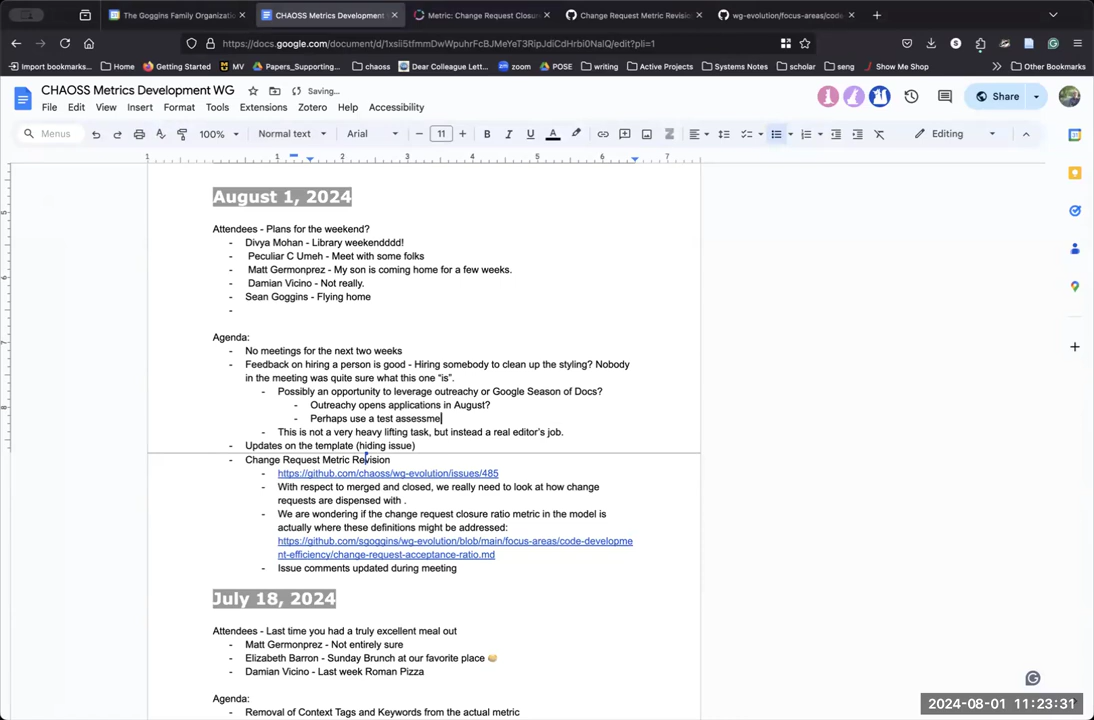 The Goggins Family Organizatio
CHAOSS Metrics Development
Metric: Change Request Closur
Change Request Metric Revisio
wg-evolution/focus-areas/code
https://docs.google.com/document/d/1xsii5tfmmDwWpuhrFcBJMeYeT3RipJdiCdHrbi0NalQ/edit?pli=1
Import bookmarks...
Home
Getting Started
MV
Papers_Supporting...
chaoss
Dear Colleague Lett...
zoom
POSE
writing
Active Projects
Systems Notes
scholar
seng
Show Me Shop
Other Bookmarks
CHAOSS Metrics Development WG
Saving...
File Edit View Insert Format Tools Extensions Zotero Help Accessibility
Share
Menus
100%
Normal text
Arial
11
B I U A
Editing
1 1 2 3 4 5 6 7
August 1, 2024
Attendees - Plans for the weekend?
- Divya Mohan - Library weekendddd!
- Peculiar C Umeh - Meet with some folks
- Matt Germonprez - My son is coming home for a few weeks.
- Damian Vicino - Not really.
- Sean Goggins - Flying home
-
Agenda:
- No meetings for the next two weeks
- Feedback on hiring a person is good - Hiring somebody to clean up the styling? Nobody
in the meeting was quite sure what this one “is”.
- Possibly an opportunity to leverage outreachy or Google Season of Docs?
- Outreachy opens applications in August?
- Perhaps use a test assessme
- This is not a very heavy lifting task, but instead a real editor’s job.
- Updates on the template (hiding issue)
- Change Request Metric Revision
- https://github.com/chaoss/wg-evolution/issues/485
- With respect to merged and closed, we really need to look at how change
requests are dispensed with .
- We are wondering if the change request closure ratio metric in the model is
actually where these definitions might be addressed:
https://github.com/sgoggins/wg-evolution/blob/main/focus-areas/code-developme
nt-efficiency/change-request-acceptance-ratio.md
- Issue comments updated during meeting
July 18, 2024
Attendees - Last time you had a truly excellent meal out
- Matt Germonprez - Not entirely sure
- Elizabeth Barron - Sunday Brunch at our favorite place
- Damian Vicino - Last week Roman Pizza
Agenda:
- Removal of Context Tags and Keywords from the actual metric
2024-08-01 11:23:31